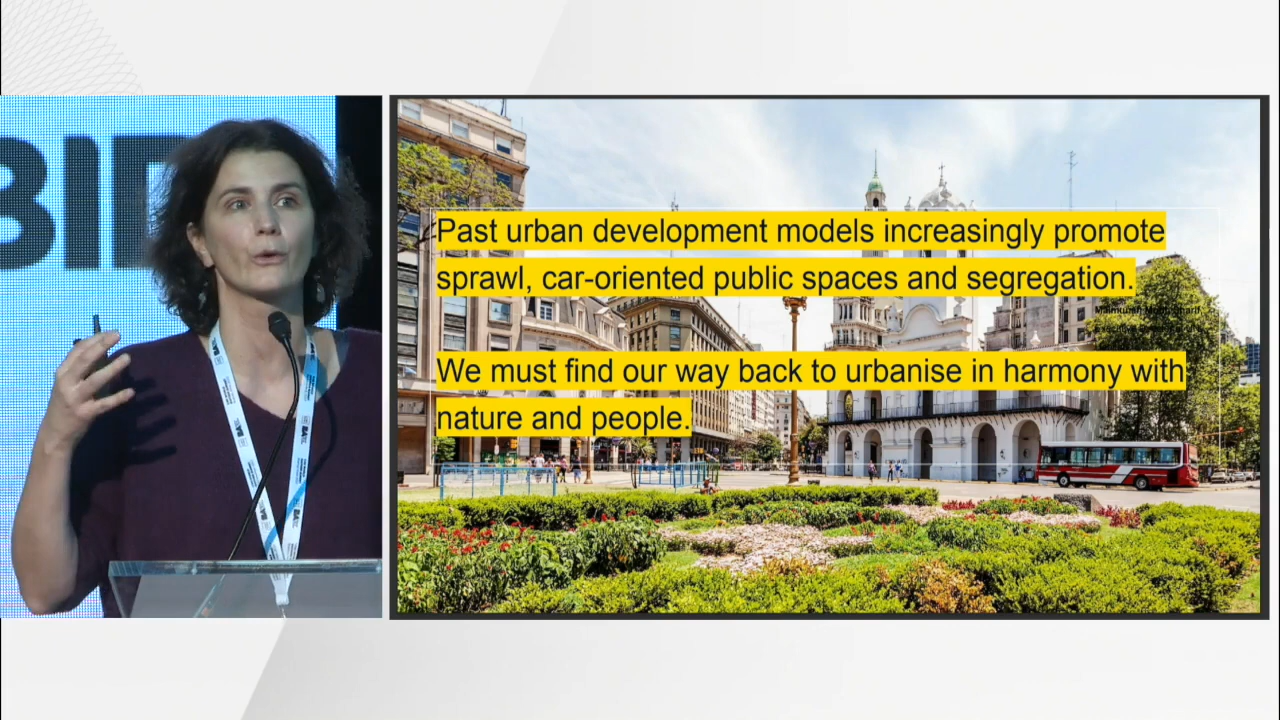 BID
Past urban development models increasingly promote
sprawl, car-oriented public spaces and segregation.
We must find our way back to urbanise in harmony with
nature and people.